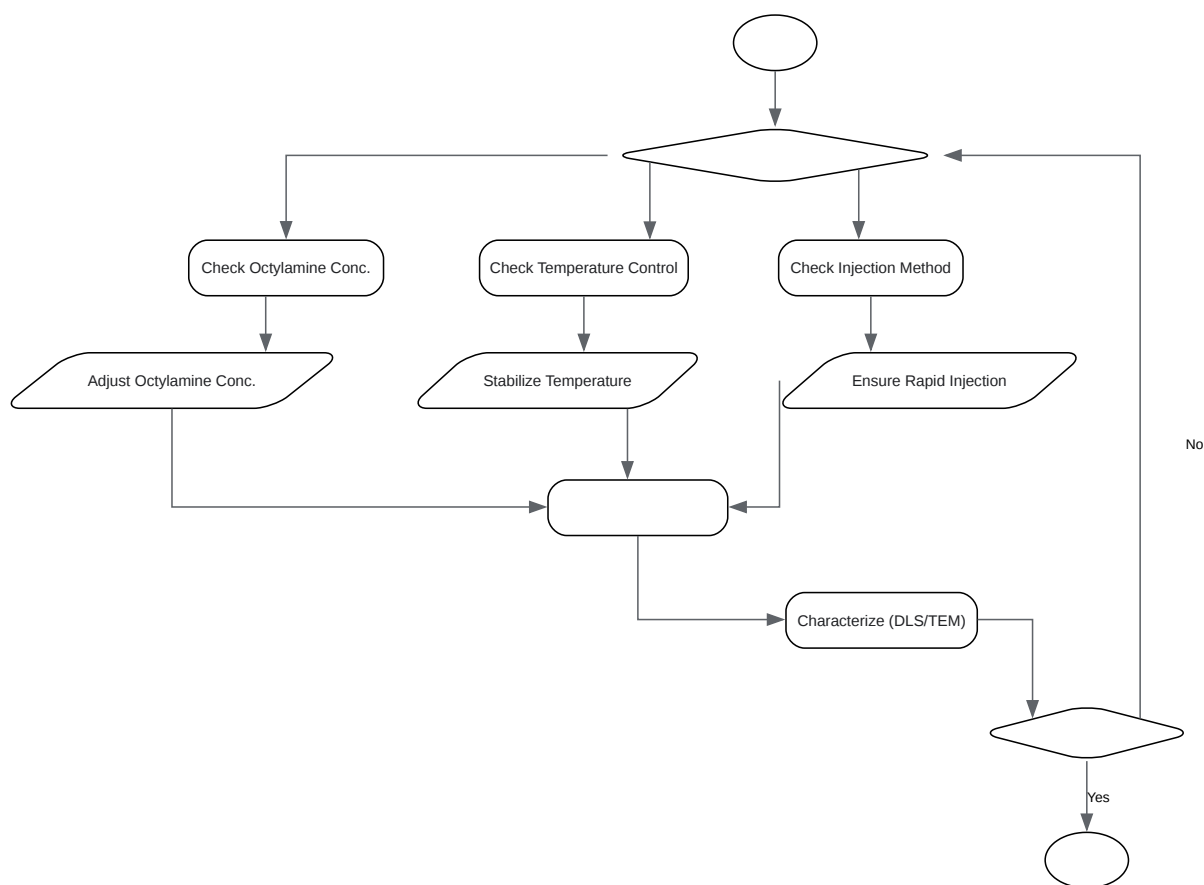 Check Octylamine Conc.
Check Temperature Control
Check Injection Method
Adjust Octylamine Conc.
Stabilize Temperature
Ensure Rapid Injection
No
Characterize (DLS/TEM)
Yes